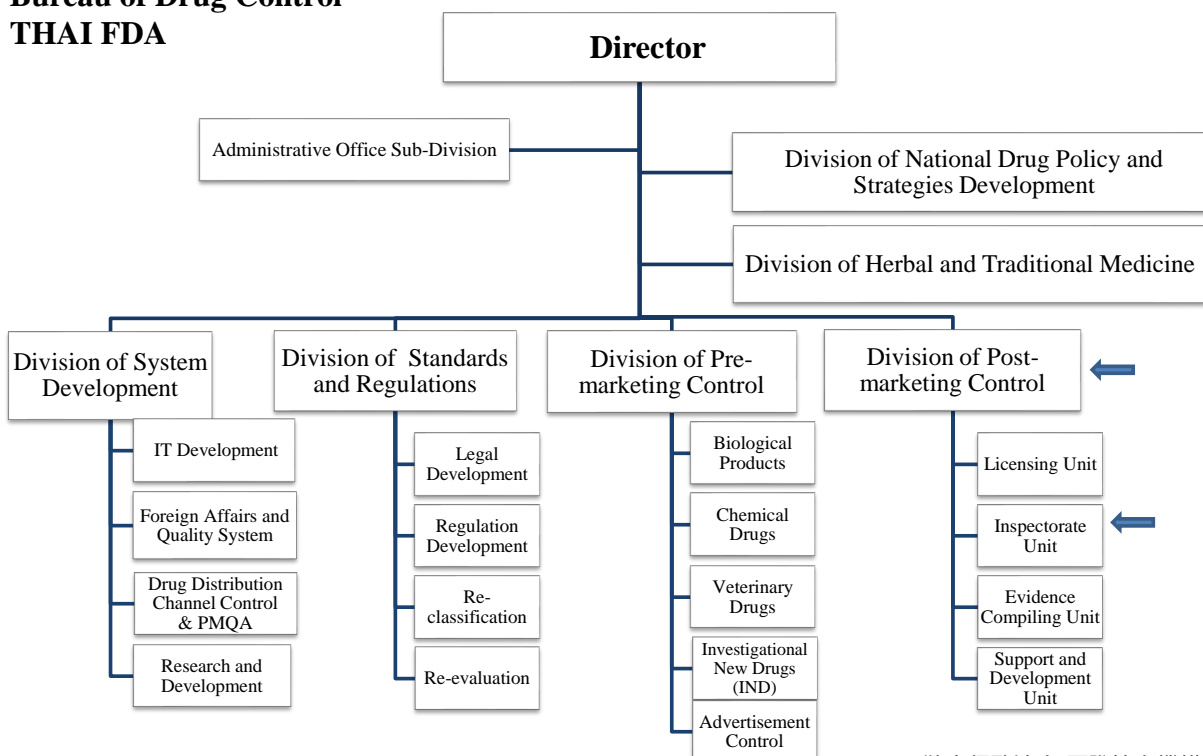 Bureau of Drug Control
THAI FDA
Director
Administrative Office Sub-Division
Division of National Drug Policy and
Strategies Development
Division of Herbal and Traditional Medicine
Division of System
Development
Division of Standards
and Regulations
Division of Pre-
marketing Control
Division of Post-
marketing Control
IT Development
Foreign Affairs and
Quality System
Drug Distribution
Channel Control
& PMQA
Research and
Development
Legal
Development
Regulation
Development
Re-
classification
Re-evaluation
Biological
Products
Chemical
Drugs
Veterinary
Drugs
Investigational
New Drugs
(IND)
Advertisement
Control
Licensing Unit
Inspectorate
Unit
Evidence
Compiling Unit
Support and
Development
Unit